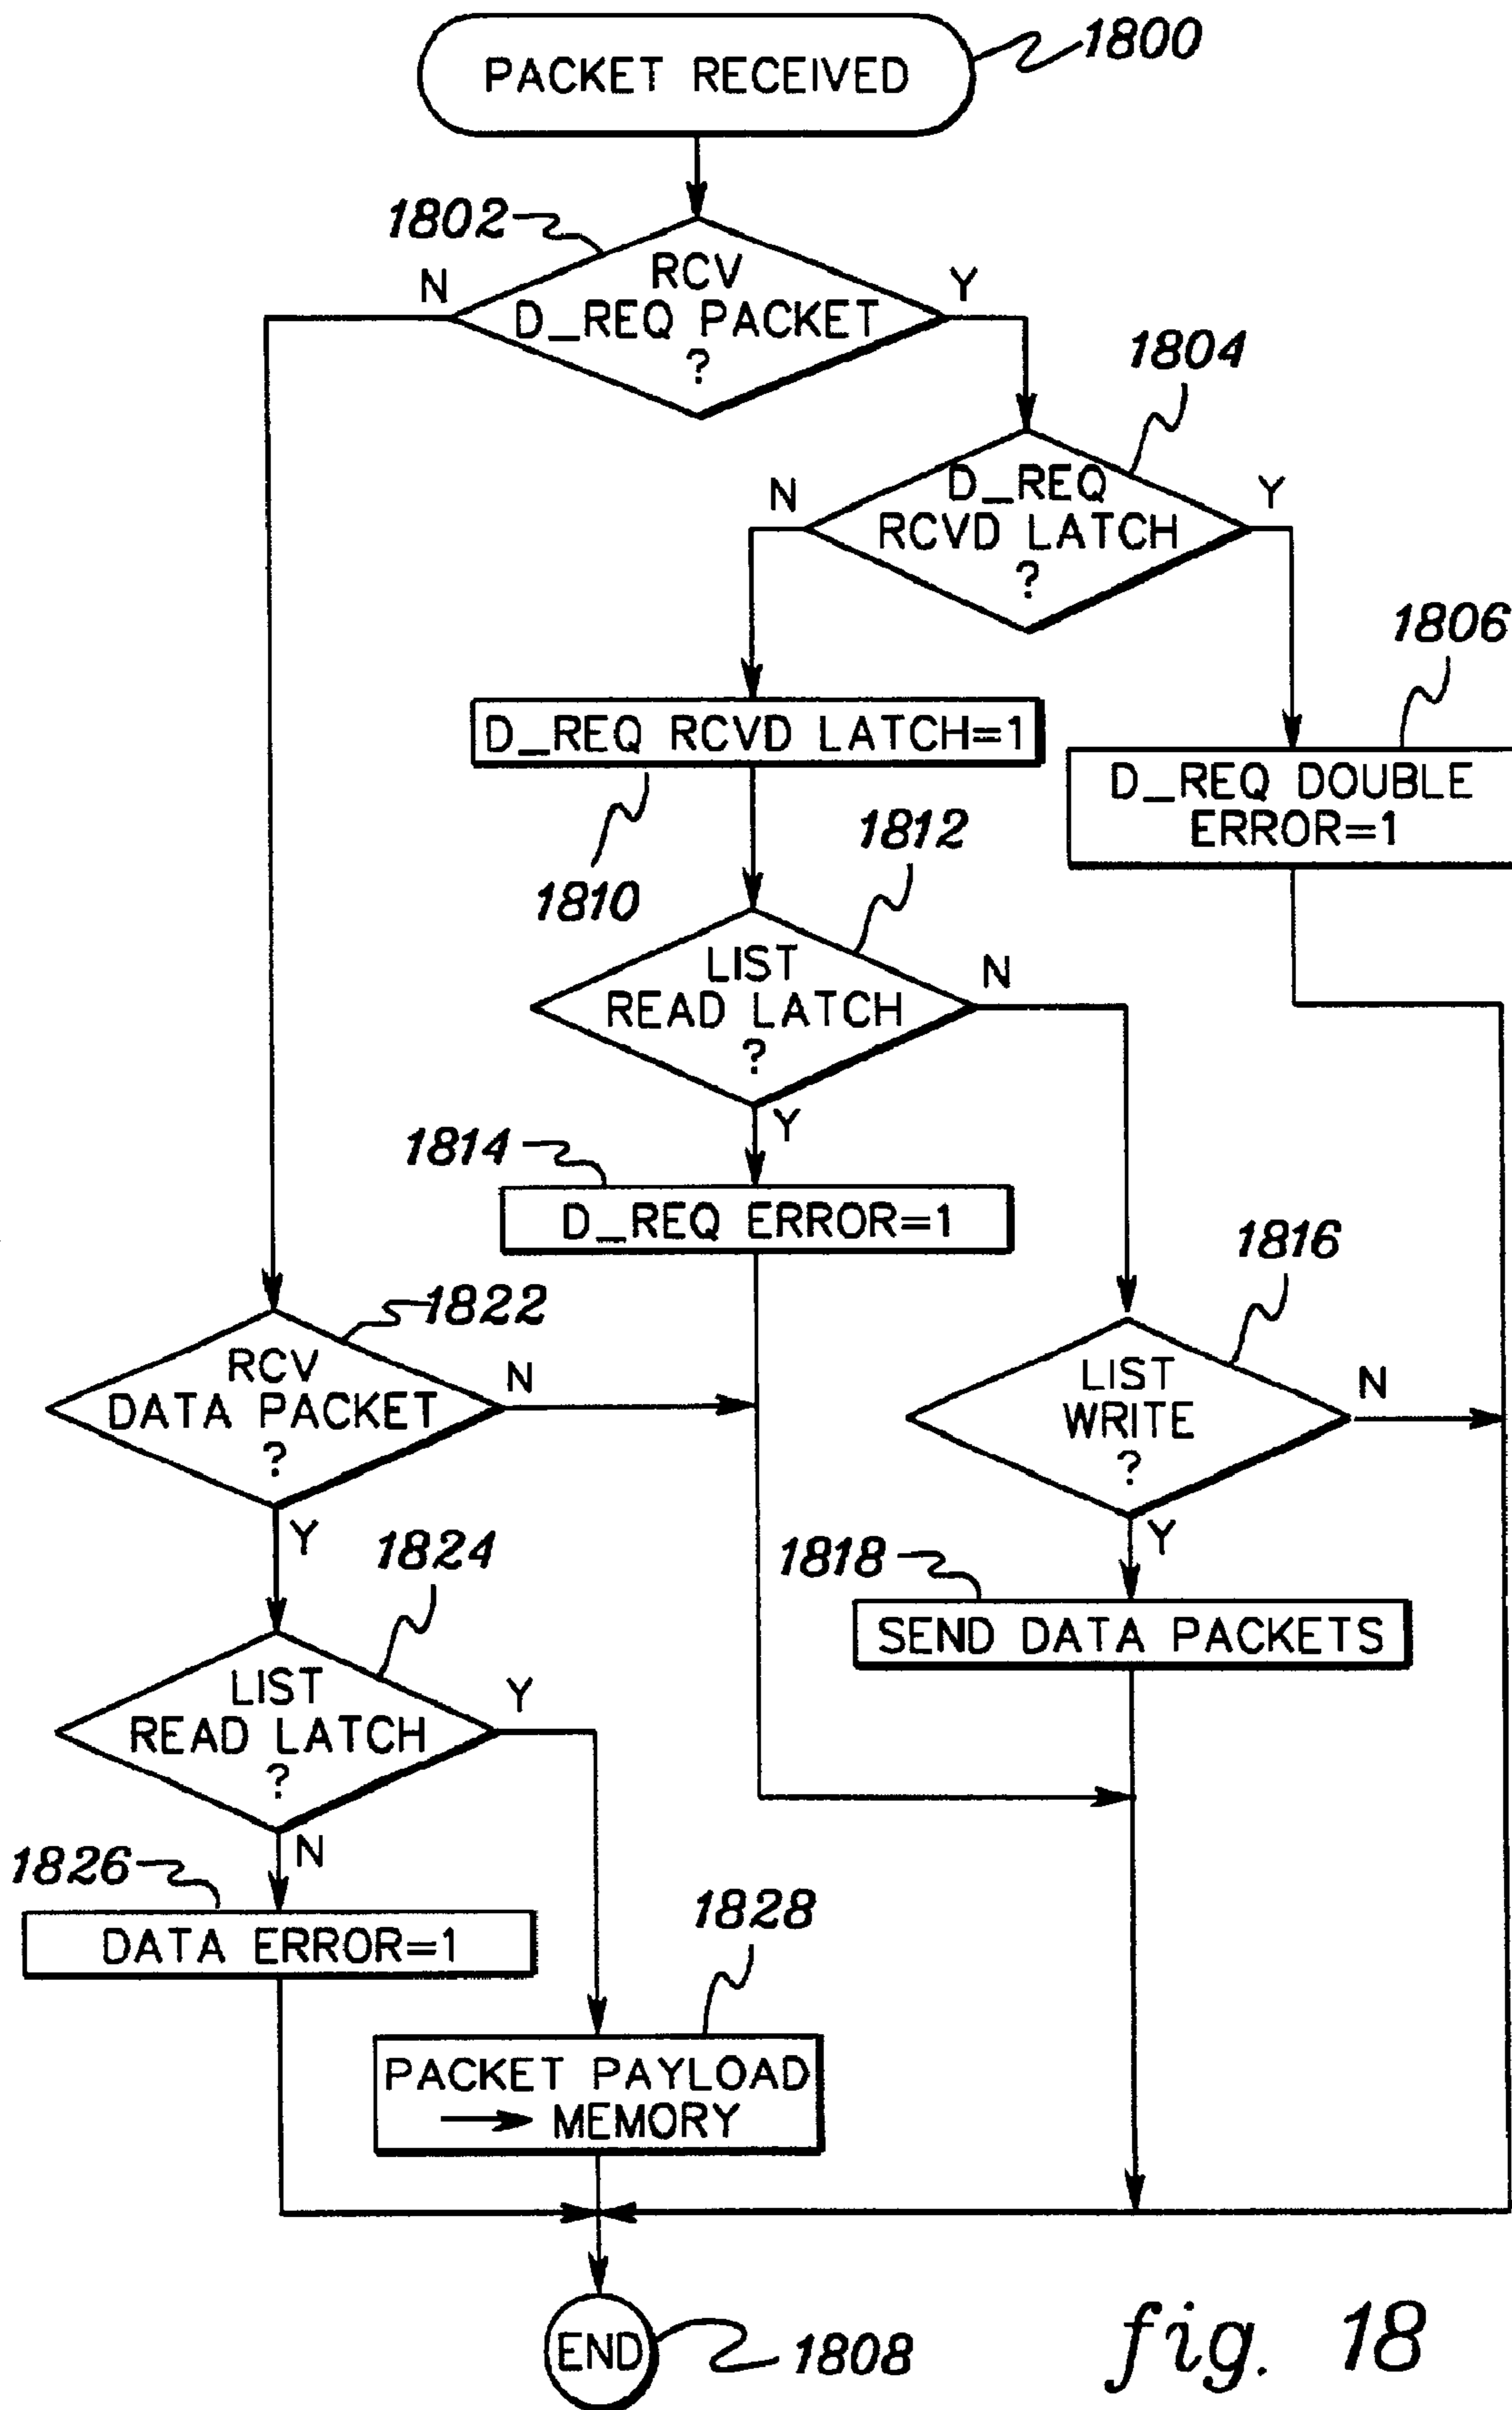 PACKET RECEIVED
1800
1802
N
RCV
D_REQ PACKET
?
Y
1804
N
D_REQ
RCVD LATCH
?
Y
1806
D_REQ RCVD LATCH=1
D_REQ DOUBLE
ERROR=1
1810
1812
LIST
READ LATCH
?
N
Y
1814
D_REQ ERROR=1
1816
1822
RCV
DATA PACKET
?
N
LIST
WRITE
?
N
Y
Y
1824
1818
SEND DATA PACKETS
LIST
READ LATCH
?
Y
N
1826
DATA ERROR=1
1828
PACKET PAYLOAD
→ MEMORY
END
1808
fig. 18